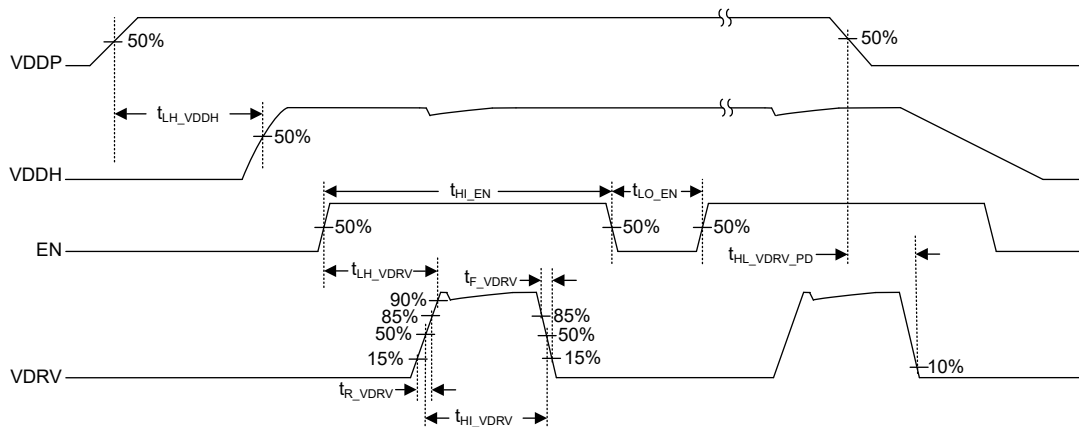 VDDP
50%
50%
tLH_VDDH
50%
VDDH
tHI_EN
tLO_EN
50%
50%
50%
EN
tHL_VDRV_PD
tLH_VDRV
tF_VDRV
90%
85%
85%
50%
50%
15%
15%
10%
VDRV
tR_VDRV
tHI_VDRV